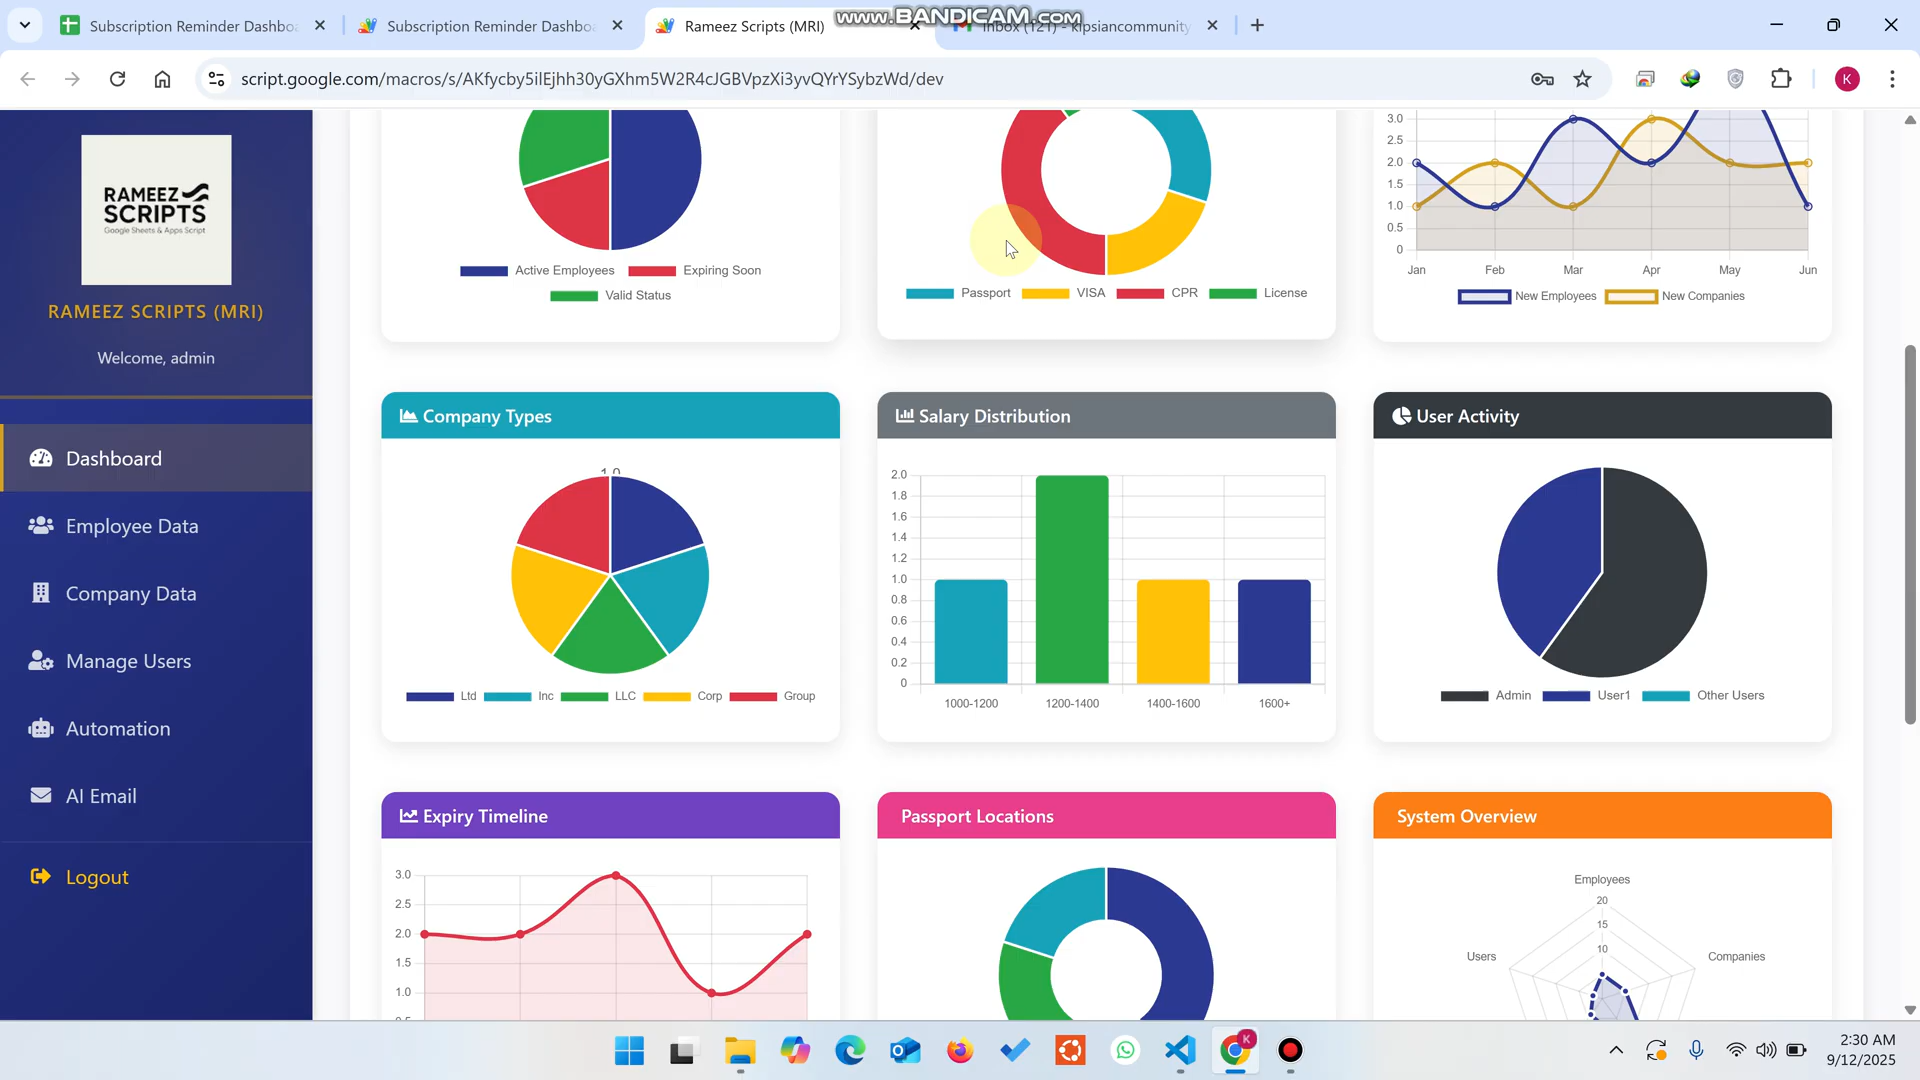 Subscription Reminder Dashbo
Subscription Reminder Dashbo
Rameez Scripts (MRI)
Inbox (121) - kipsiancommunity
www.BANDICAM.com
script.google.com/macros/s/AKfycby5ilEjhh30yGXhm5W2R4cJGBVpzXi3yvQYrYSybzWd/dev
K
RAMEEZ
SCRIPTS
Google Sheets & Apps Script
RAMEEZ SCRIPTS (MRI)
Welcome, admin
Dashboard
Employee Data
Company Data
Manage Users
Automation
AI Email
Logout
Active Employees
Expiring Soon
Valid Status
Passport
VISA
CPR
License
3.0
2.5
2.0
1.5
1.0
0.5
0
Jan
Feb
Mar
Apr
May
Jun
New Employees
New Companies
Company Types
1.0
Ltd
Inc
LLC
Corp
Group
Salary Distribution
2.0
1.8
1.6
1.4
1.2
1.0
0.8
0.6
0.4
0.2
0
1000-1200
1200-1400
1400-1600
1600+
User Activity
Admin
User1
Other Users
Expiry Timeline
3.0
2.5
2.0
1.5
1.0
Passport Locations
System Overview
Employees
20
15
10
Users
Companies
K
2:30 AM
9/12/2025